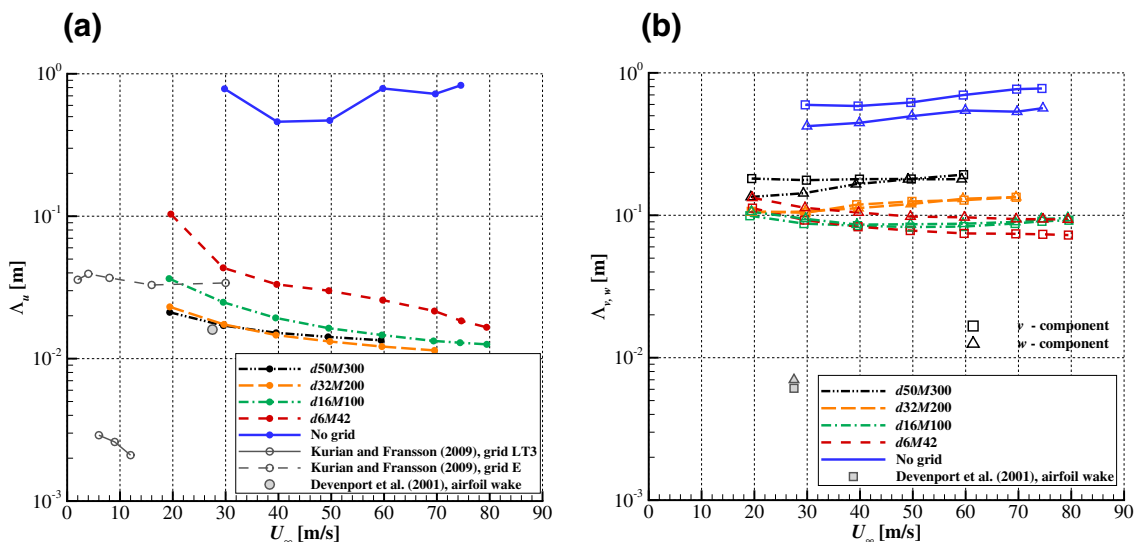 (a)
10⁰
10⁻¹
10⁻²
10⁻³
Λu [m]
d50M300
d32M200
d16M100
d6M42
No grid
Kurian and Fransson (2009), grid LT3
Kurian and Fransson (2009), grid E
Devenport et al. (2001), airfoil wake
0 10 20 30 40 50 60 70 80 90
U∞ [m/s]
(b)
10⁰
10⁻¹
10⁻²
10⁻³
Λv, w [m]
v - component
w - component
d50M300
d32M200
d16M100
d6M42
No grid
Devenport et al. (2001), airfoil wake
0 10 20 30 40 50 60 70 80 90
U∞ [m/s]